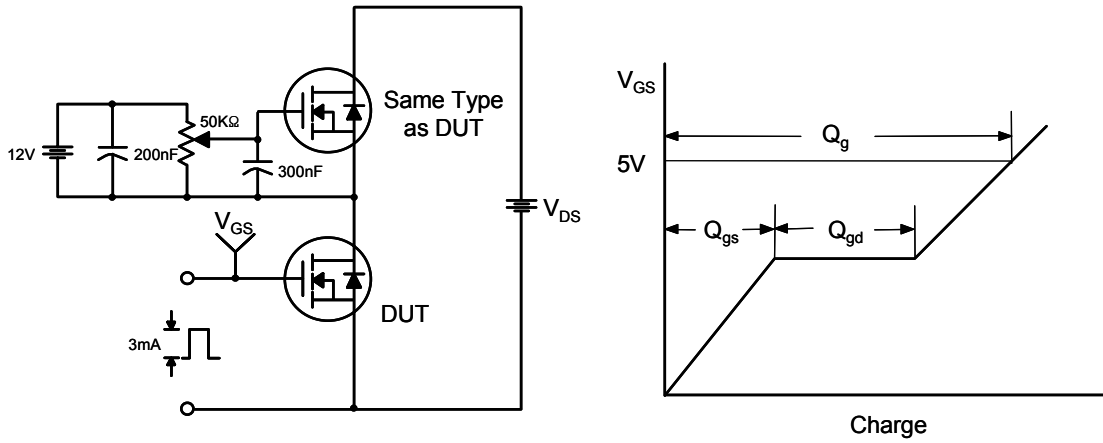 12V
200nF
50KΩ
300nF
Same Type
as DUT
V_DS
V_GS
DUT
3mA
V_GS
5V
Q_g
Q_gs
Q_gd
Charge